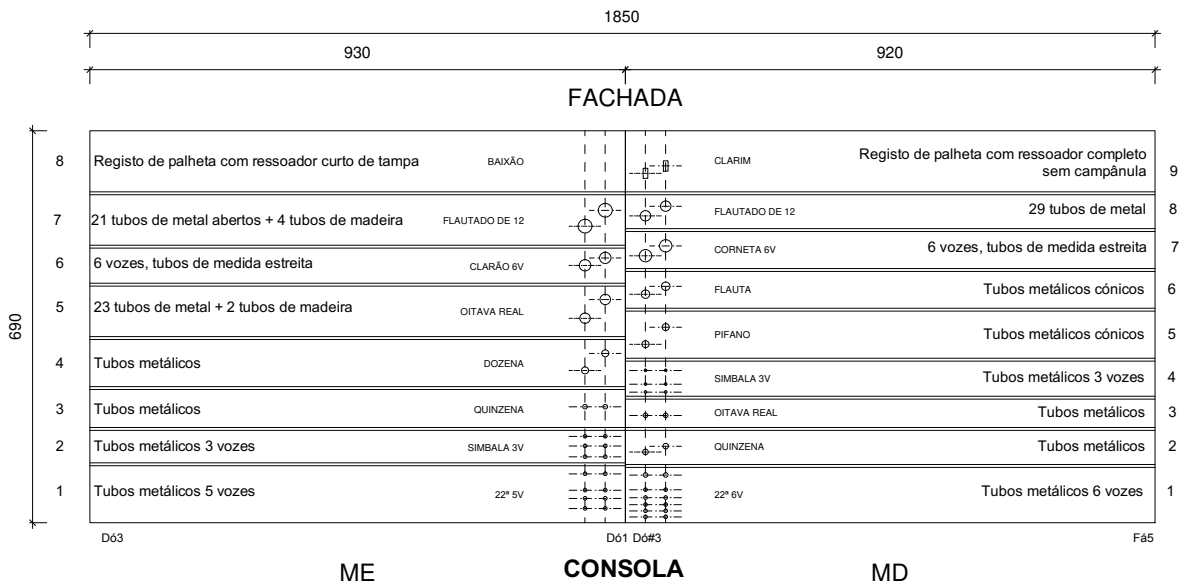 1850
930
920
FACHADA
8
Registo de palheta com ressoador curto de tampa
BAIXÃO
CLARIM
Registo de palheta com ressoador completo
sem campânula
9
7
21 tubos de metal abertos + 4 tubos de madeira
FLAUTADO DE 12
FLAUTADO DE 12
29 tubos de metal
8
6
6 vozes, tubos de medida estreita
CLARÃO 6V
CORNETA 6V
6 vozes, tubos de medida estreita
7
5
23 tubos de metal + 2 tubos de madeira
OITAVA REAL
FLAUTA
Tubos metálicos cónicos
6
PIFANO
Tubos metálicos cónicos
5
690
4
Tubos metálicos
DOZENA
SIMBALA 3V
Tubos metálicos 3 vozes
4
3
Tubos metálicos
QUINZENA
OITAVA REAL
Tubos metálicos
3
2
Tubos metálicos 3 vozes
SIMBALA 3V
QUINZENA
Tubos metálicos
2
1
Tubos metálicos 5 vozes
22ª 5V
22ª 6V
Tubos metálicos 6 vozes
1
Dó3
Dó1
Dó#3
Fá5
ME
CONSOLA
MD